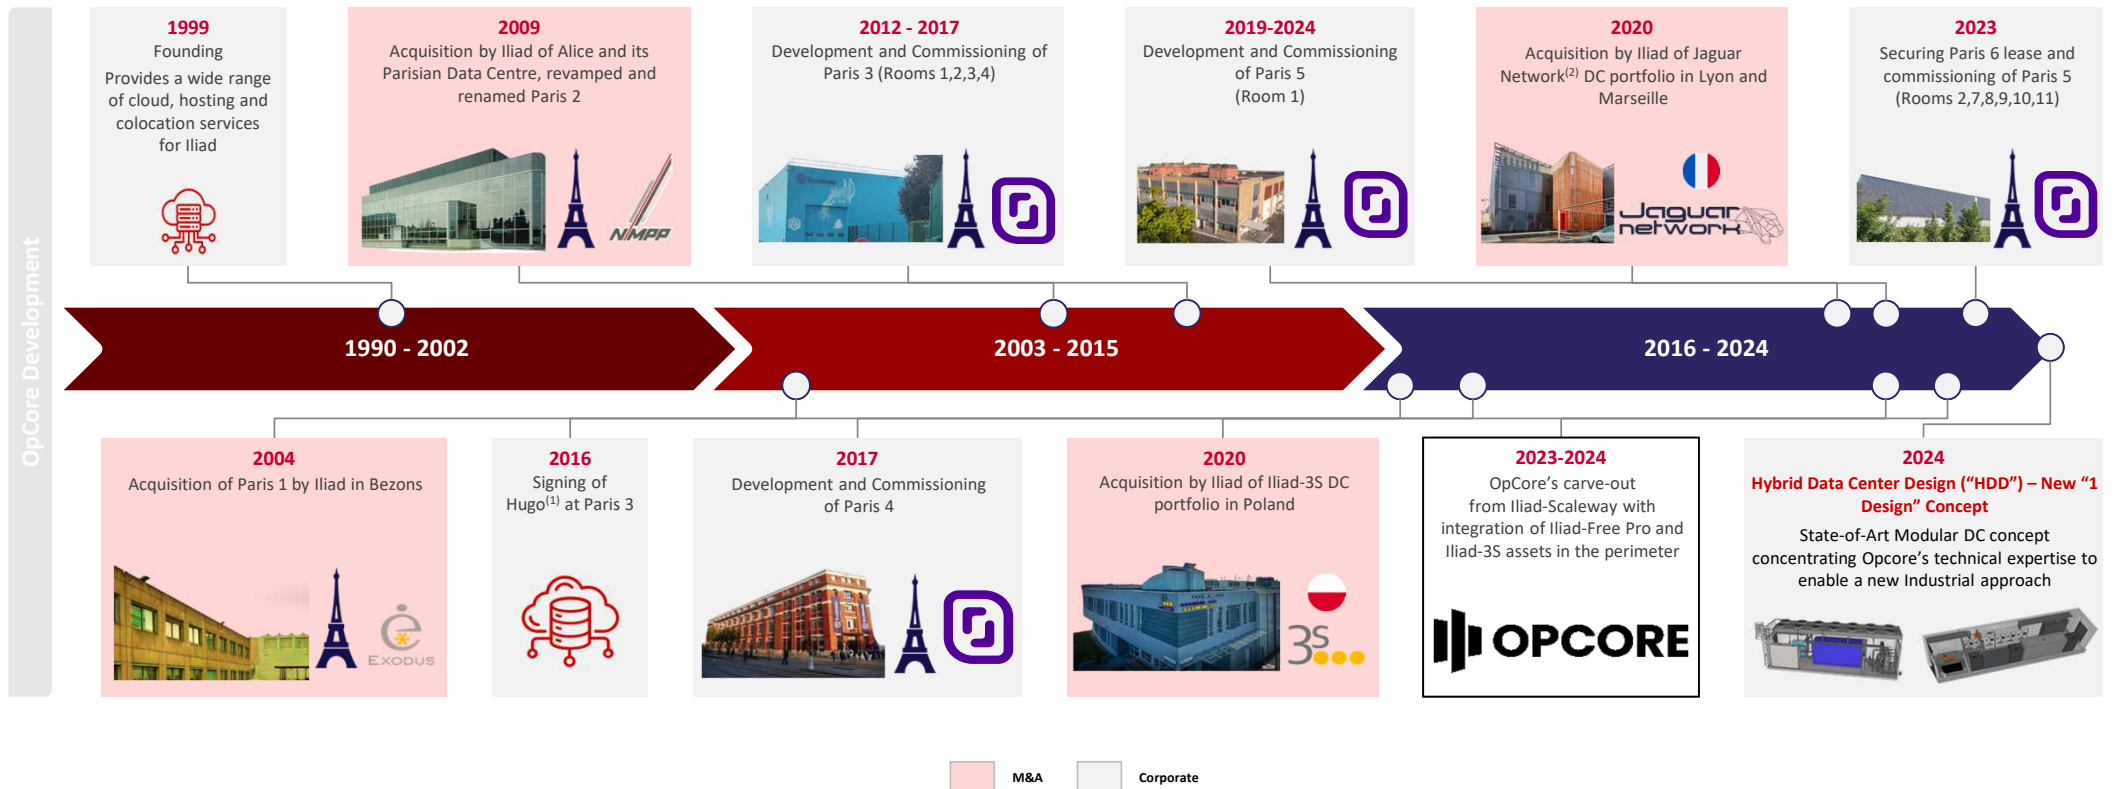 OpCore Development
1999
Founding
Provides a wide range
of cloud, hosting and
colocation services
for Iliad
2009
Acquisition by Iliad of Alice and its
Parisian Data Centre, revamped and
renamed Paris 2
NMPP
2012 - 2017
Development and Commissioning of
Paris 3 (Rooms 1,2,3,4)
2019-2024
Development and Commissioning
of Paris 5
(Room 1)
2020
Acquisition by Iliad of Jaguar
Network(2) DC portfolio in Lyon and
Marseille
Jaguar
network
2023
Securing Paris 6 lease and
commissioning of Paris 5
(Rooms 2,7,8,9,10,11)
1990 - 2002
2003 - 2015
2016 - 2024
2004
Acquisition of Paris 1 by Iliad in Bezons
EXODUS
2016
Signing of
Hugo(1) at Paris 3
2017
Development and Commissioning
of Paris 4
2020
Acquisition by Iliad of Iliad-3S DC
portfolio in Poland
3S
2023-2024
OpCore’s carve-out
from Iliad-Scaleway with
integration of Iliad-Free Pro and
Iliad-3S assets in the perimeter
OPCORE
2024
Hybrid Data Center Design (“HDD”) – New “1
Design” Concept
State-of-Art Modular DC concept
concentrating Opcore’s technical expertise to
enable a new Industrial approach
M&A
Corporate